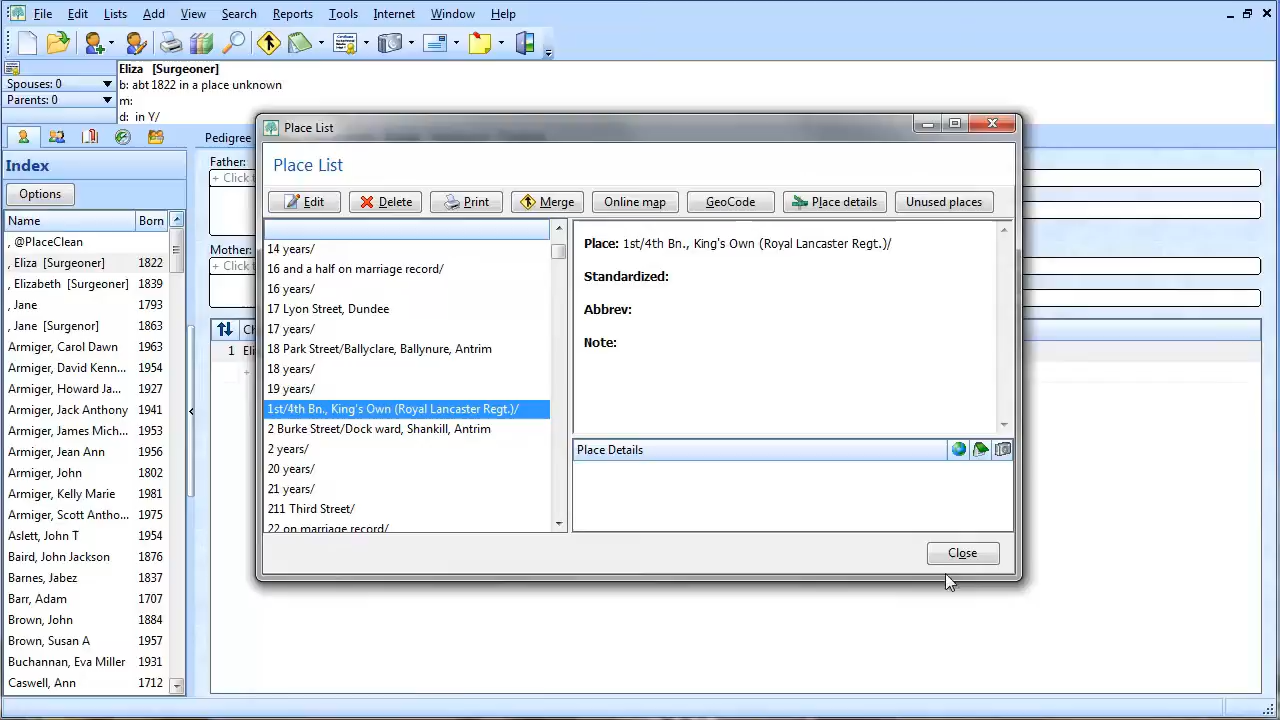 File Edit Lists Add View Search Reports Tools Internet Window Help
Eliza [Surgeoner]
Spouses: 0
b: abt 1822 in a place unknown
Parents: 0
m:
d: in Y/
Pedigree
Index
Options
Name Born
, @PlaceClean
, Eliza [Surgeoner] 1822
, Elizabeth [Surgeoner] 1839
, Jane 1793
, Jane [Surgenor] 1863
Armiger, Carol Dawn 1963
Armiger, David Kenn... 1954
Armiger, Howard Ja... 1927
Armiger, Jack Anthony 1941
Armiger, James Mich... 1953
Armiger, Jean Ann 1956
Armiger, John 1802
Armiger, Kelly Marie 1981
Armiger, Scott Antho... 1975
Aslett, John T 1954
Baird, John Jackson 1876
Barnes, Jabez 1837
Barr, Adam 1707
Brown, John 1884
Brown, Susan A 1957
Buchannan, Eva Miller 1931
Caswell, Ann 1712
Father:
+ Click t
Mother:
+ Click t
Ch
1 Eli
+
Place List
Place List
Edit Delete Print Merge Online map GeoCode Place details Unused places
14 years/
16 and a half on marriage record/
16 years/
17 Lyon Street, Dundee
17 years/
18 Park Street/Ballyclare, Ballynure, Antrim
18 years/
19 years/
1st/4th Bn., King's Own (Royal Lancaster Regt.)/
2 Burke Street/Dock ward, Shankill, Antrim
2 years/
20 years/
21 years/
211 Third Street/
22 on marriage record/
Place: 1st/4th Bn., King's Own (Royal Lancaster Regt.)/
Standardized:
Abbrev:
Note:
Place Details
Close